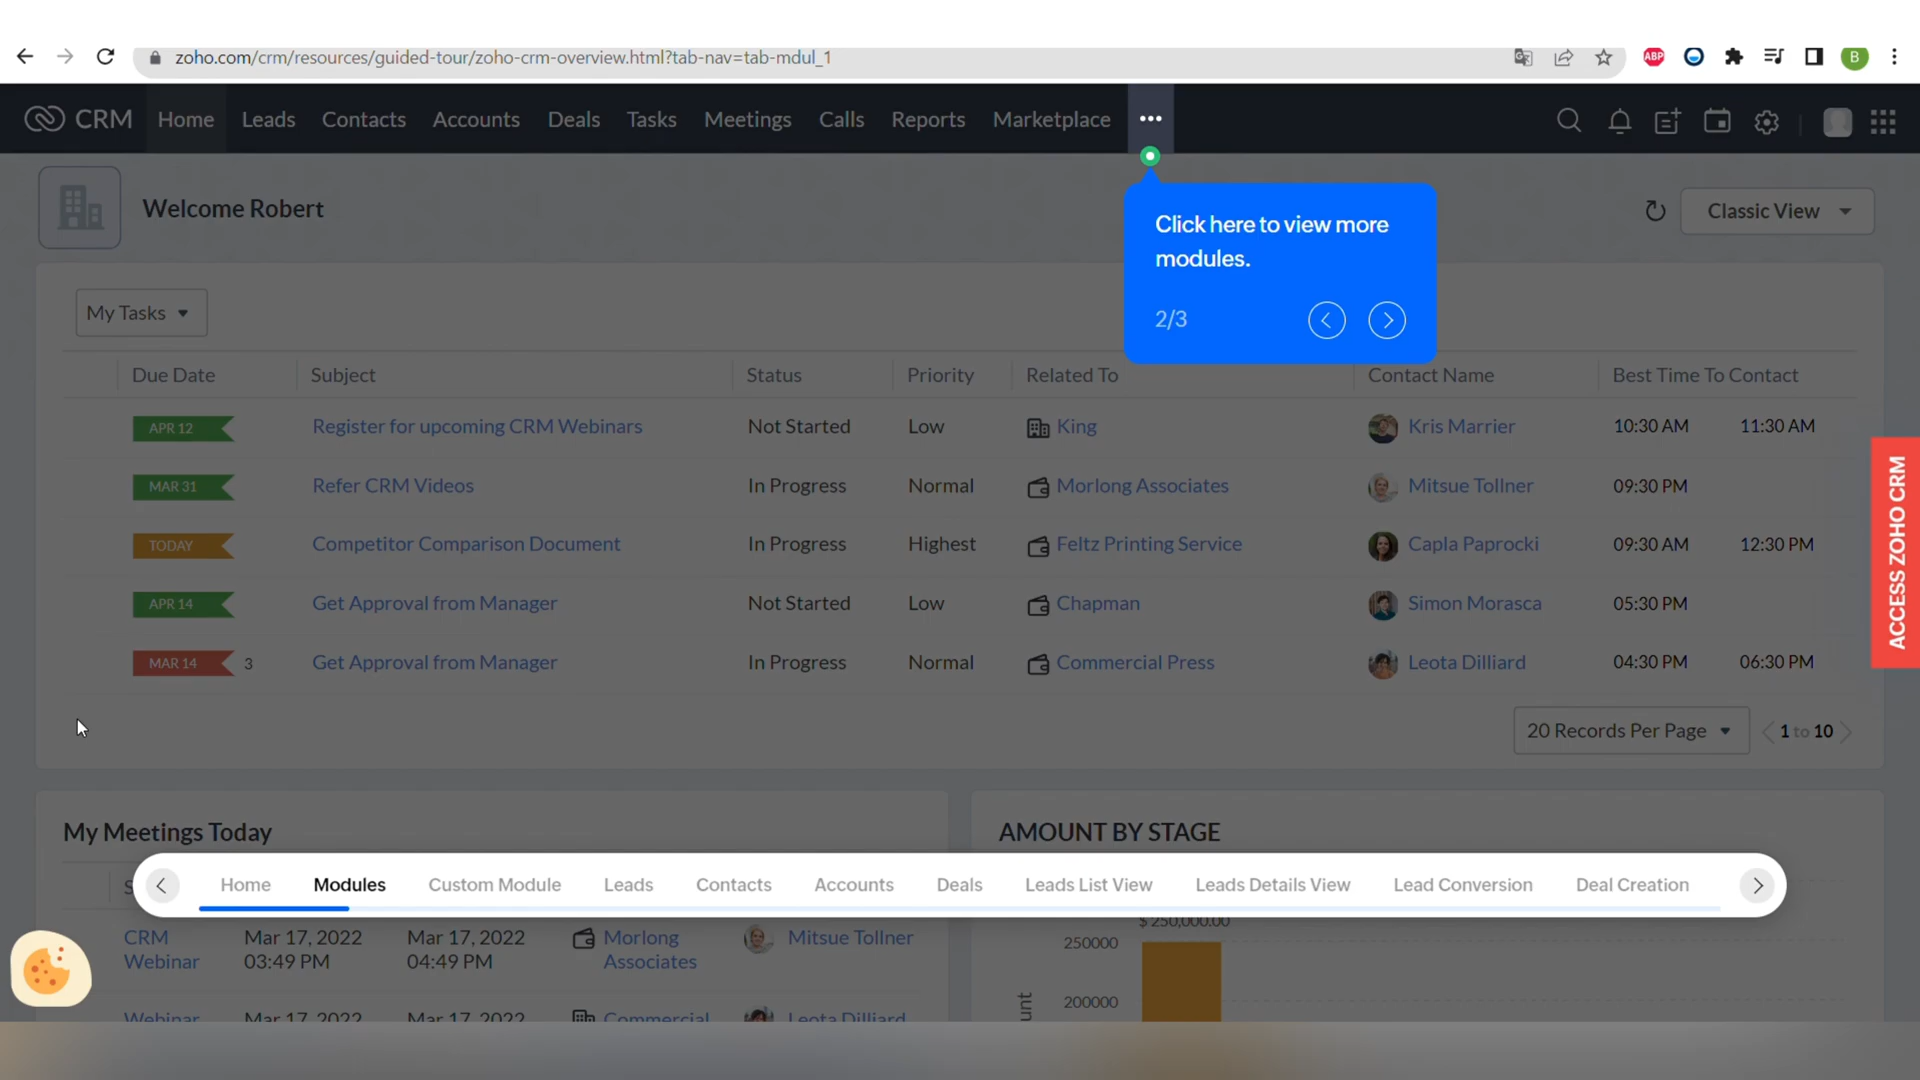 zoho.com/crm/resources/guided-tour/zoho-crm-overview.html?tab-nav=tab-mdul_1
ABP
B
CRM Home Leads Contacts Accounts Deals Tasks Meetings Calls Reports Marketplace
Welcome Robert
Classic View
Click here to view more
modules.
2/3
My Tasks
Due Date Subject Status Priority Related To Contact Name Best Time To Contact
APR 12 Register for upcoming CRM Webinars Not Started Low King Kris Marrier 10:30 AM 11:30 AM
MAR 31 Refer CRM Videos In Progress Normal Morlong Associates Mitsue Tollner 09:30 PM
TODAY Competitor Comparison Document In Progress Highest Feltz Printing Service Capla Paprocki 09:30 AM 12:30 PM
APR 14 Get Approval from Manager Not Started Low Chapman Simon Morasca 05:30 PM
MAR 14 3 Get Approval from Manager In Progress Normal Commercial Press Leota Dilliard 04:30 PM 06:30 PM
ACCESS ZOHO CRM
20 Records Per Page 1 to 10
My Meetings Today
AMOUNT BY STAGE
Home Modules Custom Module Leads Contacts Accounts Deals Leads List View Leads Details View Lead Conversion Deal Creation
$ 250,000.00
CRM Mar 17, 2022 Mar 17, 2022 Morlong Mitsue Tollner
Webinar 03:49 PM 04:49 PM Associates
250000
200000
Webinar Mar 17, 2022 Mar 17, 2022 Commercial Leota Dilliard